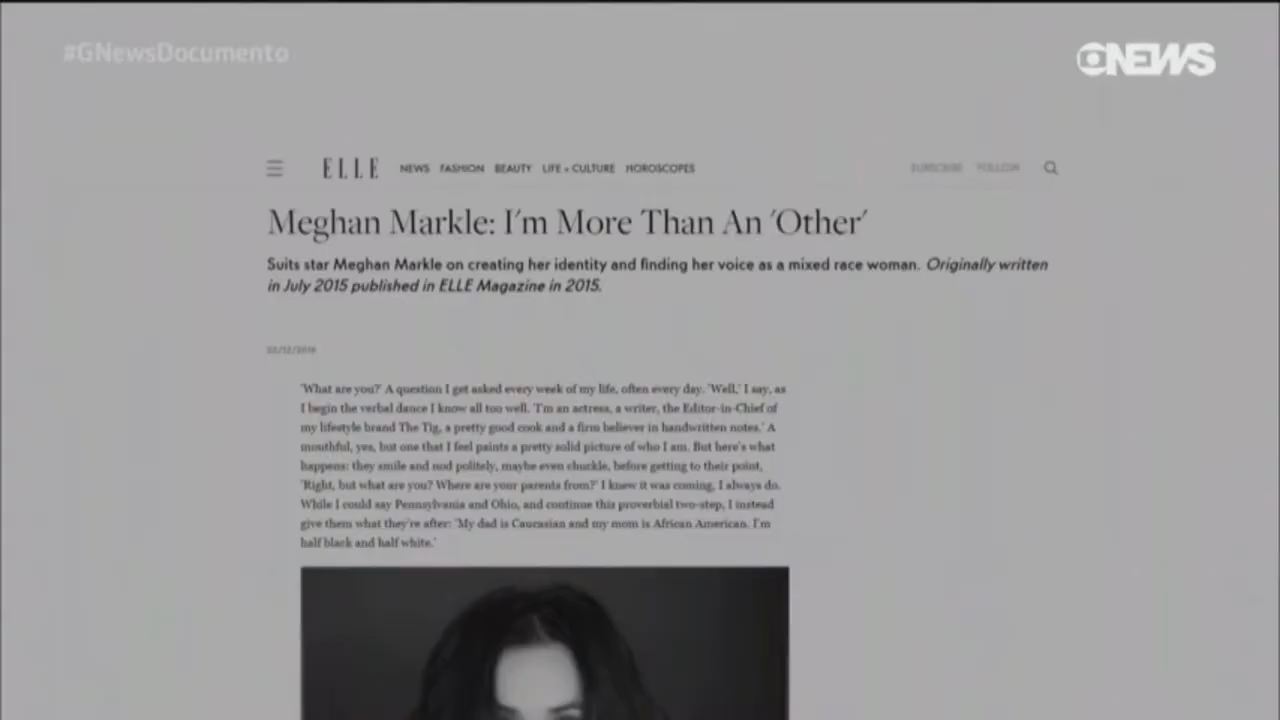 #GNewsDocumento
GNEWS
ELLE NEWS FASHION BEAUTY LIFE + CULTURE HOROSCOPES SUBSCRIBE FOLLOW
Meghan Markle: I'm More Than An 'Other'
Suits star Meghan Markle on creating her identity and finding her voice as a mixed race woman. Originally written
in July 2015 published in ELLE Magazine in 2015.
22/12/2016
'What are you?' A question I get asked every week of my life, often every day. 'Well,' I say, as
I begin the verbal dance I know all too well. 'I'm an actress, a writer, the Editor-in-Chief of
my lifestyle brand The Tig, a pretty good cook and a firm believer in handwritten notes.' A
mouthful, yes, but one that I feel paints a pretty solid picture of who I am. But here's what
happens: they smile and nod politely, maybe even chuckle, before getting to their point,
'Right, but what are you? Where are your parents from?' I knew it was coming, I always do.
While I could say Pennsylvania and Ohio, and continue this proverbial two-step, I instead
give them what they're after: 'My dad is Caucasian and my mom is African American. I'm
half black and half white.'